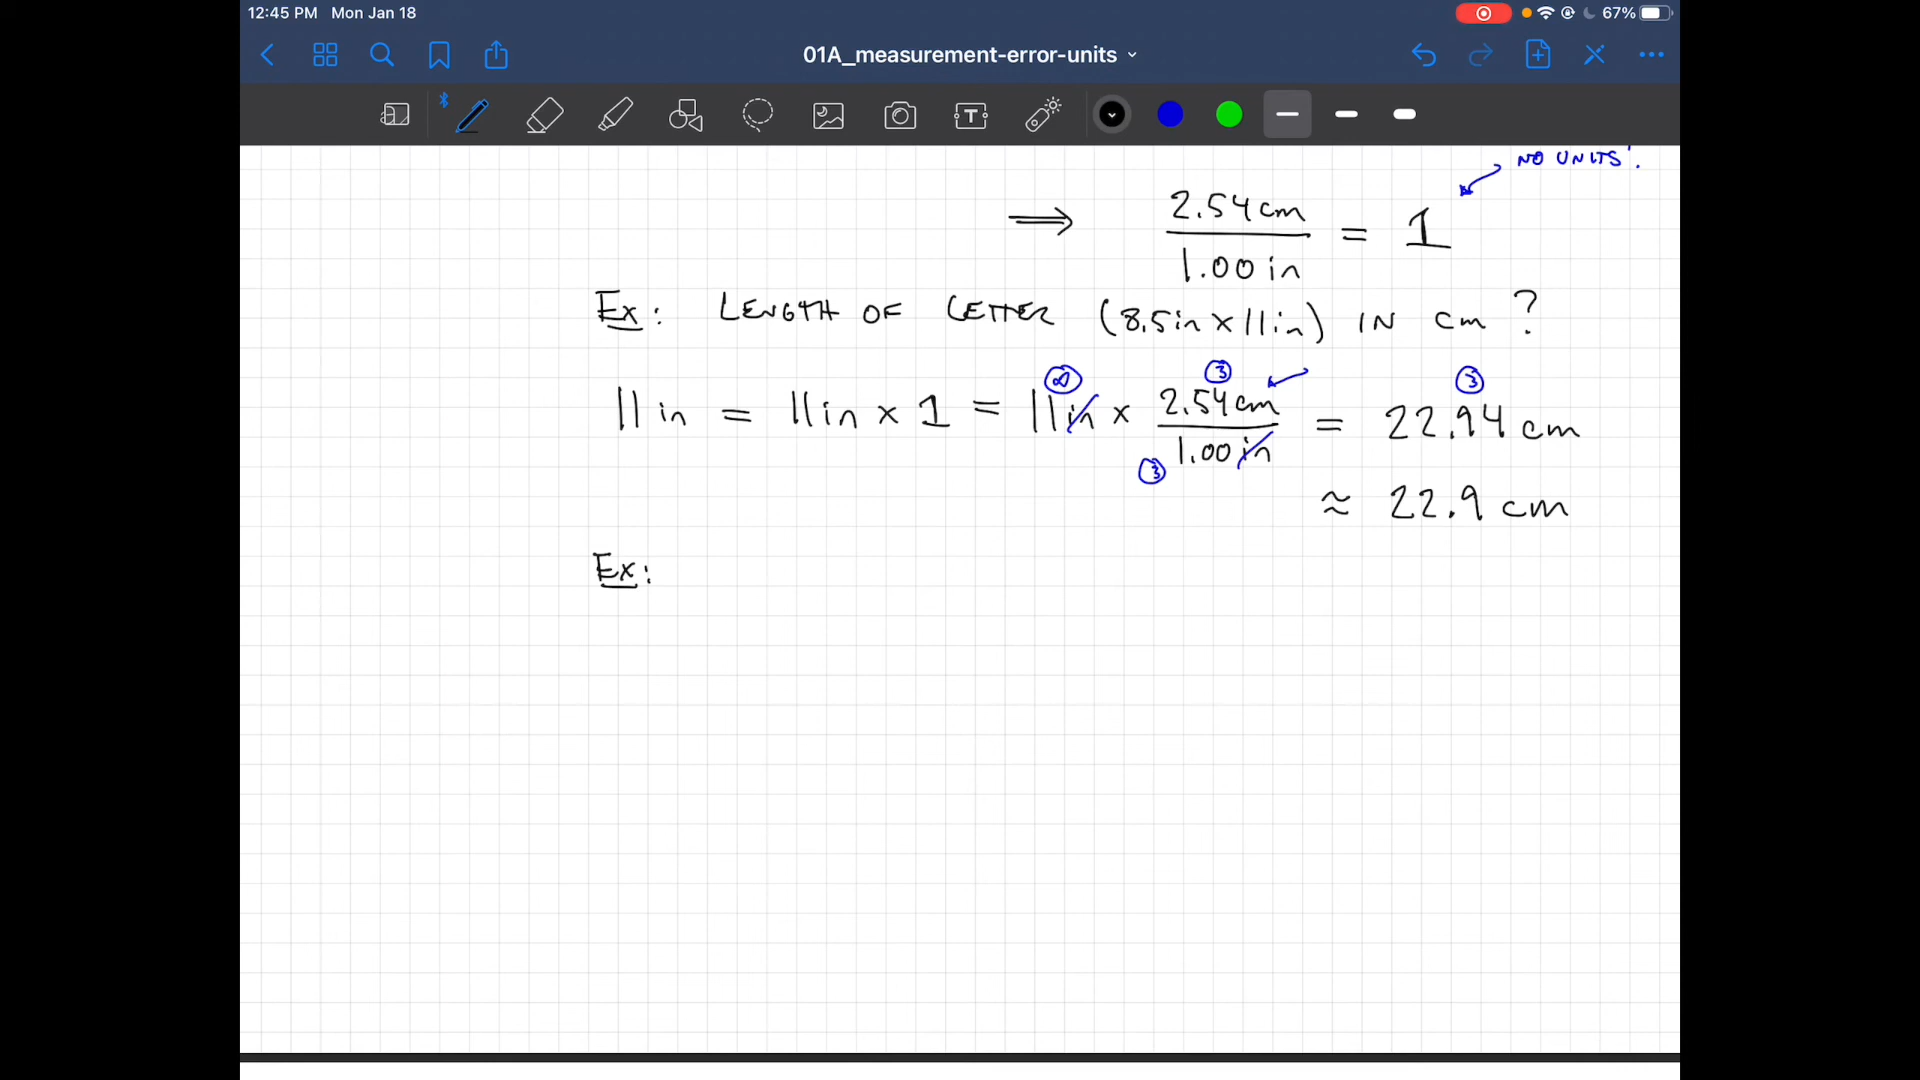 12:45 PM Mon Jan 18
67%
01A_measurement-error-units
T
NO UNITS!
⟹ 2.54 cm / 1.00 in = 1
Ex: LENGTH OF LETTER (8.5in x 11in) IN cm ?
∞ 3 3
11 in = 11in x 1 = 11in x 2.54 cm / 1.00 in = 22.94 cm
3
≈ 22.9 cm
Ex: